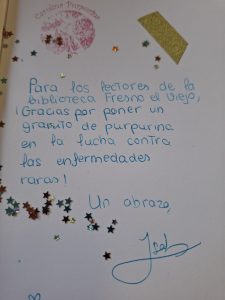 Para los lectores de la
biblioteca Fresno el Viejo,
¡Gracias por poner un
granito de purpurina
en la lucha contra
las enfermedades
raras!
Un abrazo,